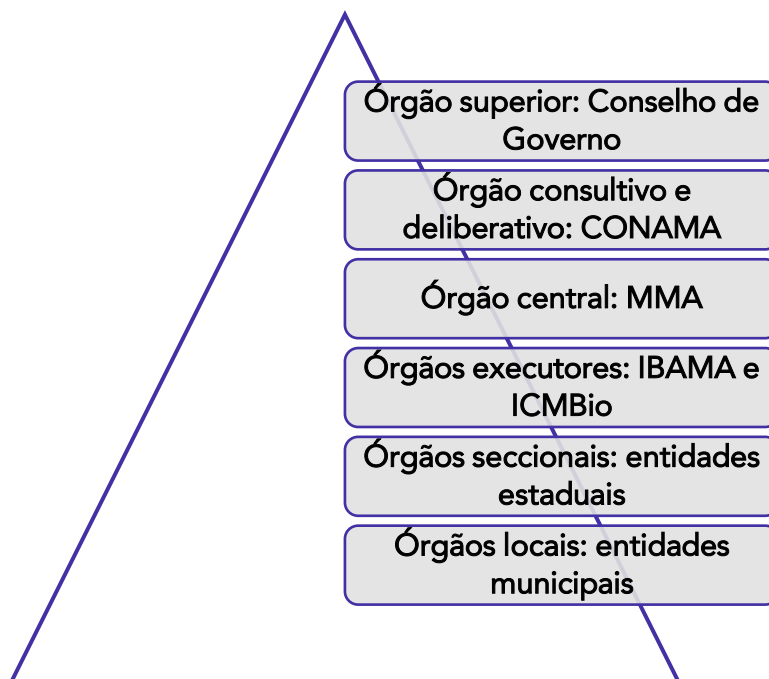 Órgão superior: Conselho de
Governo
Órgão consultivo e
deliberativo: CONAMA
Órgão central: MMA
Órgãos executores: IBAMA e
ICMBio
Órgãos seccionais: entidades
estaduais
Órgãos locais: entidades
municipais